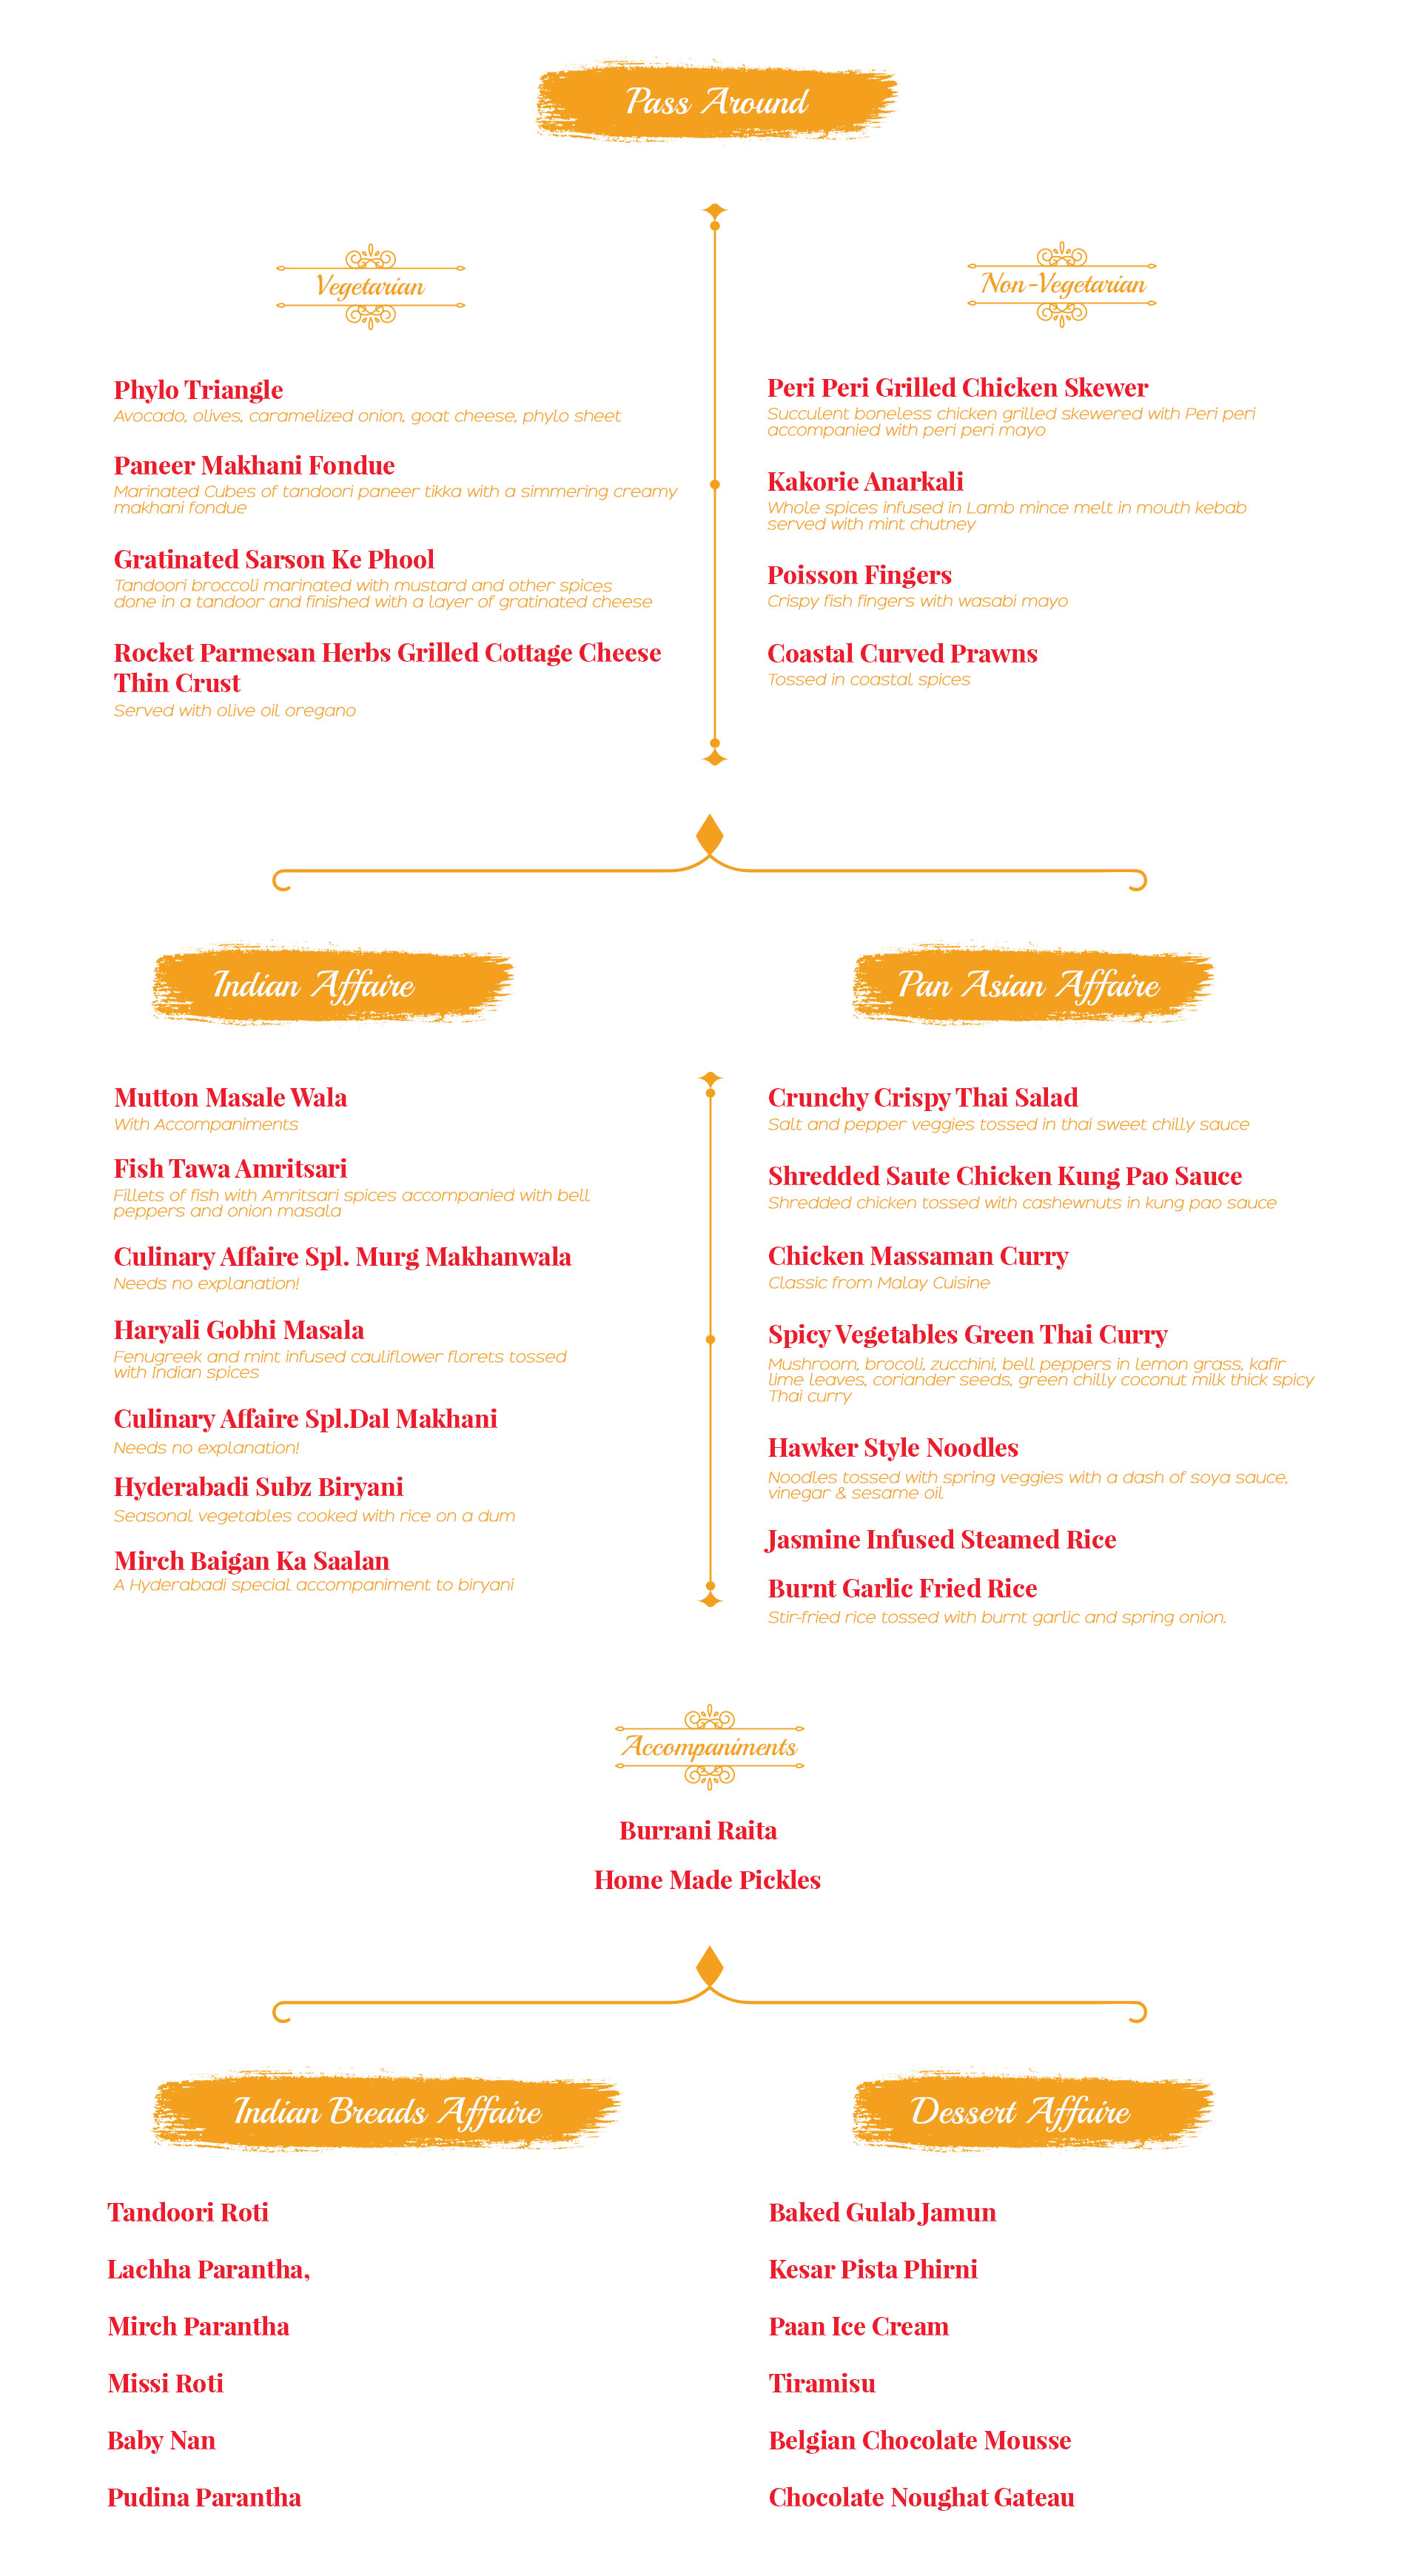 Pass Around
Vegetarian
Phylo Triangle
Avocado, olives, caramelized onion, goat cheese, phylo sheet
Paneer Makhani Fondue
Marinated Cubes of tandoori paneer tikka with a simmering creamy
makhani fondue
Gratinated Sarson Ke Phool
Tandoori broccoli marinated with mustard and other spices
done in a tandoor and finished with a layer of gratinated cheese
Rocket Parmesan Herbs Grilled Cottage Cheese
Thin Crust
Served with olive oil oregano
Non-Vegetarian
Peri Peri Grilled Chicken Skewer
Succulent boneless chicken grilled skewered with Peri peri
accompanied with peri peri mayo
Kakorie Anarkali
Whole spices infused in Lamb mince melt in mouth kebab
served with mint chutney
Poisson Fingers
Crispy fish fingers with wasabi mayo
Coastal Curved Prawns
Tossed in coastal spices
Indian Affaire
Mutton Masale Wala
With Accompaniments
Fish Tawa Amritsari
Fillets of fish with Amritsari spices accompanied with bell
peppers and onion masala
Culinary Affaire Spl. Murg Makhanwala
Needs no explanation!
Haryali Gobhi Masala
Fenugreek and mint infused cauliflower florets tossed
with Indian spices
Culinary Affaire Spl.Dal Makhani
Needs no explanation!
Hyderabadi Subz Biryani
Seasonal vegetables cooked with rice on a dum
Mirch Baigan Ka Saalan
A Hyderabadi special accompaniment to biryani
Pan Asian Affaire
Crunchy Crispy Thai Salad
Salt and pepper veggies tossed in thai sweet chilly sauce
Shredded Saute Chicken Kung Pao Sauce
Shredded chicken tossed with cashewnuts in kung pao sauce
Chicken Massaman Curry
Classic from Malay Cuisine
Spicy Vegetables Green Thai Curry
Mushroom, brocoli, zucchini, bell peppers in lemon grass, kafir
lime leaves, coriander seeds, green chilly coconut milk thick spicy
Thai curry
Hawker Style Noodles
Noodles tossed with spring veggies with a dash of soya sauce,
vinegar & sesame oil
Jasmine Infused Steamed Rice
Burnt Garlic Fried Rice
Stir-fried rice tossed with burnt garlic and spring onion.
Accompaniments
Burrani Raita
Home Made Pickles
Indian Breads Affaire
Tandoori Roti
Lachha Parantha,
Mirch Parantha
Missi Roti
Baby Nan
Pudina Parantha
Dessert Affaire
Baked Gulab Jamun
Kesar Pista Phirni
Paan Ice Cream
Tiramisu
Belgian Chocolate Mousse
Chocolate Noughat Gateau